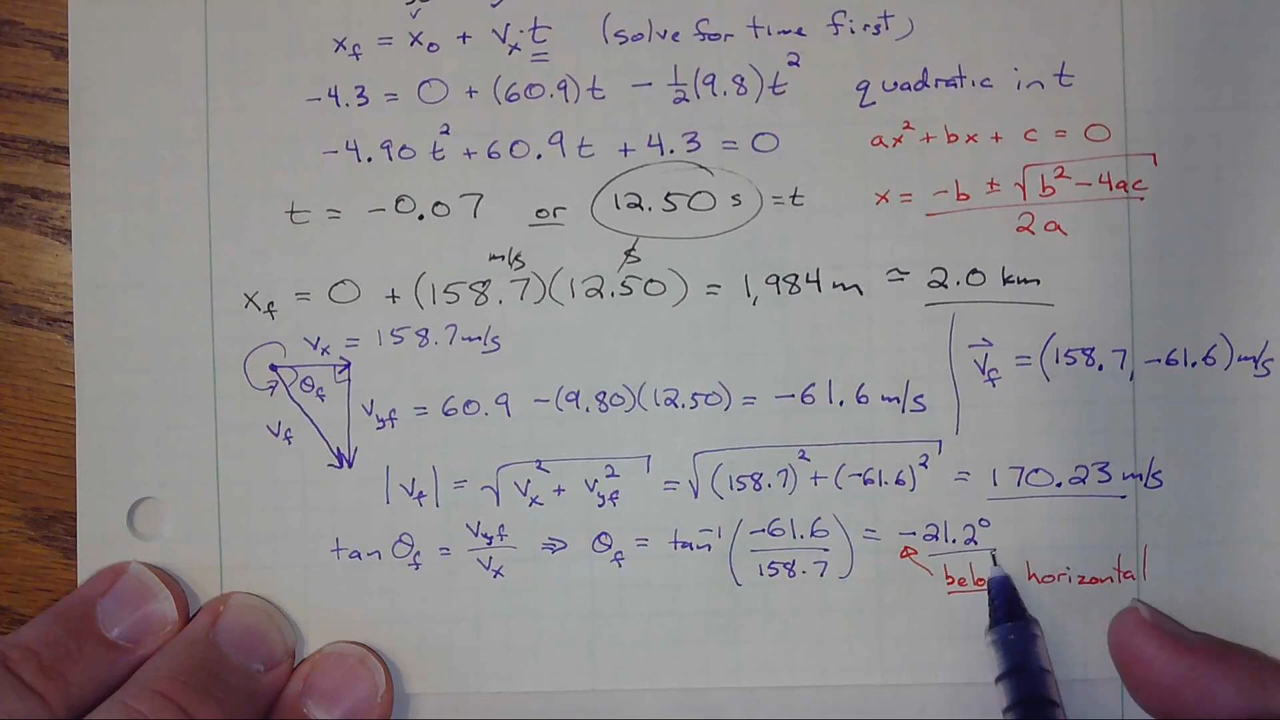 x_f = x_0 + v_x·t (solve for time first)
-4.3 = 0 + (60.9)t - 1/2(9.8)t² quadratic in t
-4.90t² + 60.9t + 4.3 = 0 ax² + bx + c = 0
t = -0.07 or 12.50 s = t x = (-b ± √(b² - 4ac))/2a
m/s s
x_f = 0 + (158.7)(12.50) = 1,984m ≃ 2.0 km
v_x = 158.7m/s
θ_f
v_f
v⃗_f = (158.7, -61.6) m/s
v_yf = 60.9 - (9.80)(12.50) = -61.6 m/s
|v_f| = √(v_x² + v_yf²) = √((158.7)² + (-61.6)²) = 170.23 m/s
tan θ_f = v_yf/v_x ⇒ θ_f = tan⁻¹(-61.6/158.7) = -21.2°
horizontal